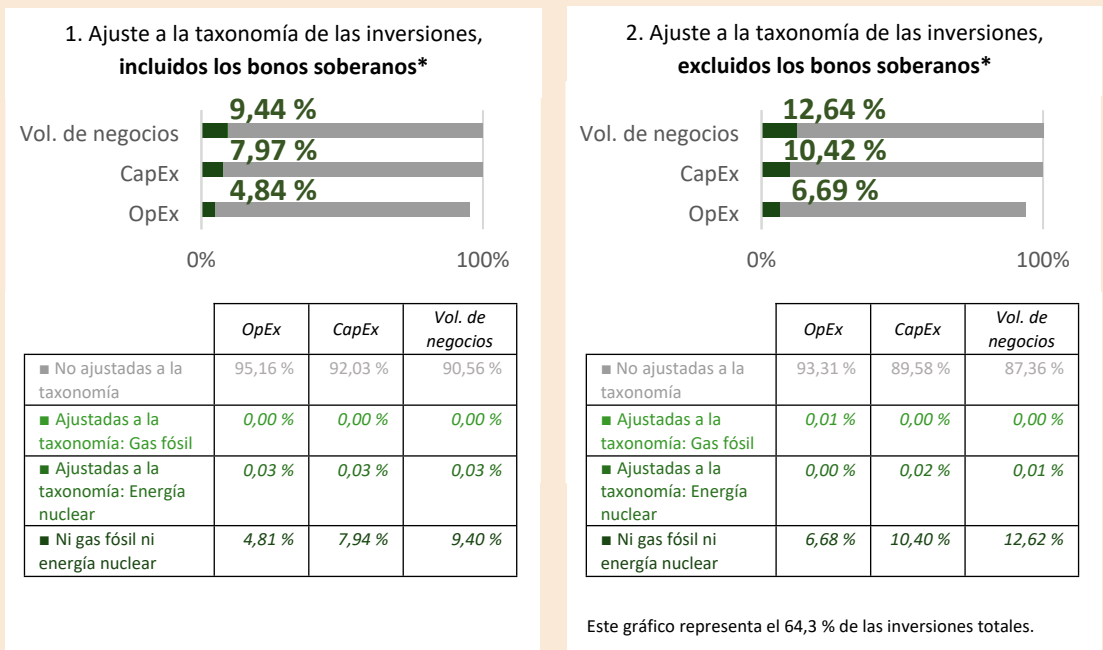 1. Ajuste a la taxonomía de las inversiones,
incluidos los bonos soberanos*
9,44 %
Vol. de negocios
7,97 %
CapEx
4,84 %
OpEx
0%
100%
OpEx
CapEx
Vol. de
negocios
■ No ajustadas a la
taxonomía
95,16 %
92,03 %
90,56 %
■ Ajustadas a la
taxonomía: Gas fósil
0,00 %
0,00 %
0,00 %
■ Ajustadas a la
taxonomía: Energía
nuclear
0,03 %
0,03 %
0,03 %
■ Ni gas fósil ni
energía nuclear
4,81 %
7,94 %
9,40 %
2. Ajuste a la taxonomía de las inversiones,
excluidos los bonos soberanos*
12,64 %
Vol. de negocios
10,42 %
CapEx
6,69 %
OpEx
0%
100%
OpEx
CapEx
Vol. de
negocios
■ No ajustadas a la
taxonomía
93,31 %
89,58 %
87,36 %
■ Ajustadas a la
taxonomía: Gas fósil
0,01 %
0,00 %
0,00 %
■ Ajustadas a la
taxonomía: Energía
nuclear
0,00 %
0,02 %
0,01 %
■ Ni gas fósil ni
energía nuclear
6,68 %
10,40 %
12,62 %
Este gráfico representa el 64,3 % de las inversiones totales.